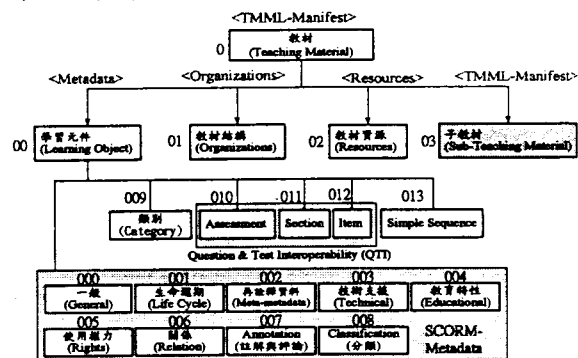 <TMML-Manifest>
0
教材
(Teaching Material)
<Metadata>
<Organizations>
<Resources>
<TMML-Manifest>
00
學習元件
(Learning Object)
01
教材結構
(Organizations)
02
教材資源
(Resources)
03
子教材
(Sub-Teaching Material)
009
類別
(Category)
010
Assessment
011
Section
012
Item
013
Simple Sequence
Question & Test Interoperability (QTI)
000
一般
(General)
001
生命週期
(Life Cycle)
002
再詮釋資料
(Meta-metadata)
003
技術支援
(Technical)
004
教育特性
(Educational)
005
使用權力
(Rights)
006
關係
(Relation)
007
Annotation
(註解與評論)
008
Classification
(分類)
SCORM-
Metadata